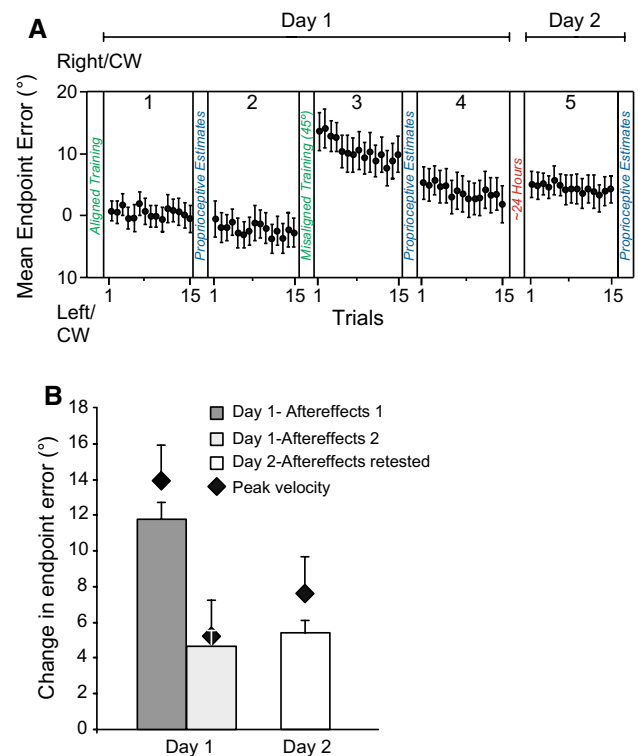 A
Day 1
Day 2
Right/CW
Mean Endpoint Error (°)
20
10
0
10
1
2
3
4
5
Aligned Training
Proprioceptive Estimates
Misaligned Training (45°)
Proprioceptive Estimates
~24 Hours
Proprioceptive Estimates
1
15
1
15
1
15
1
15
1
15
Left/
CW
Trials
B
Change in endpoint error (°)
18
16
14
12
10
8
6
4
2
0
Day 1- Aftereffects 1
Day 1-Aftereffects 2
Day 2-Aftereffects retested
Peak velocity
Day 1
Day 2